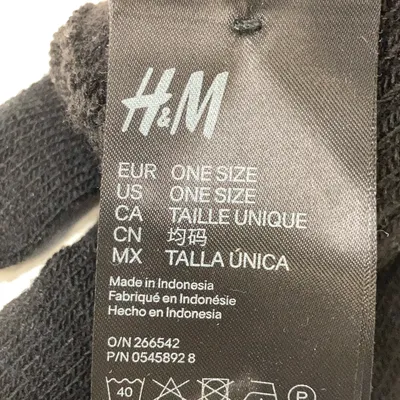 H&M
EUR ONE SIZE
US ONE SIZE
CA TAILLE UNIQUE
CN 均码
MX TALLA ÚNICA
Made in Indonesia
Fabriqué en Indonésie
Hecho en Indonesia
O/N 266542
P/N 0545892 8
40